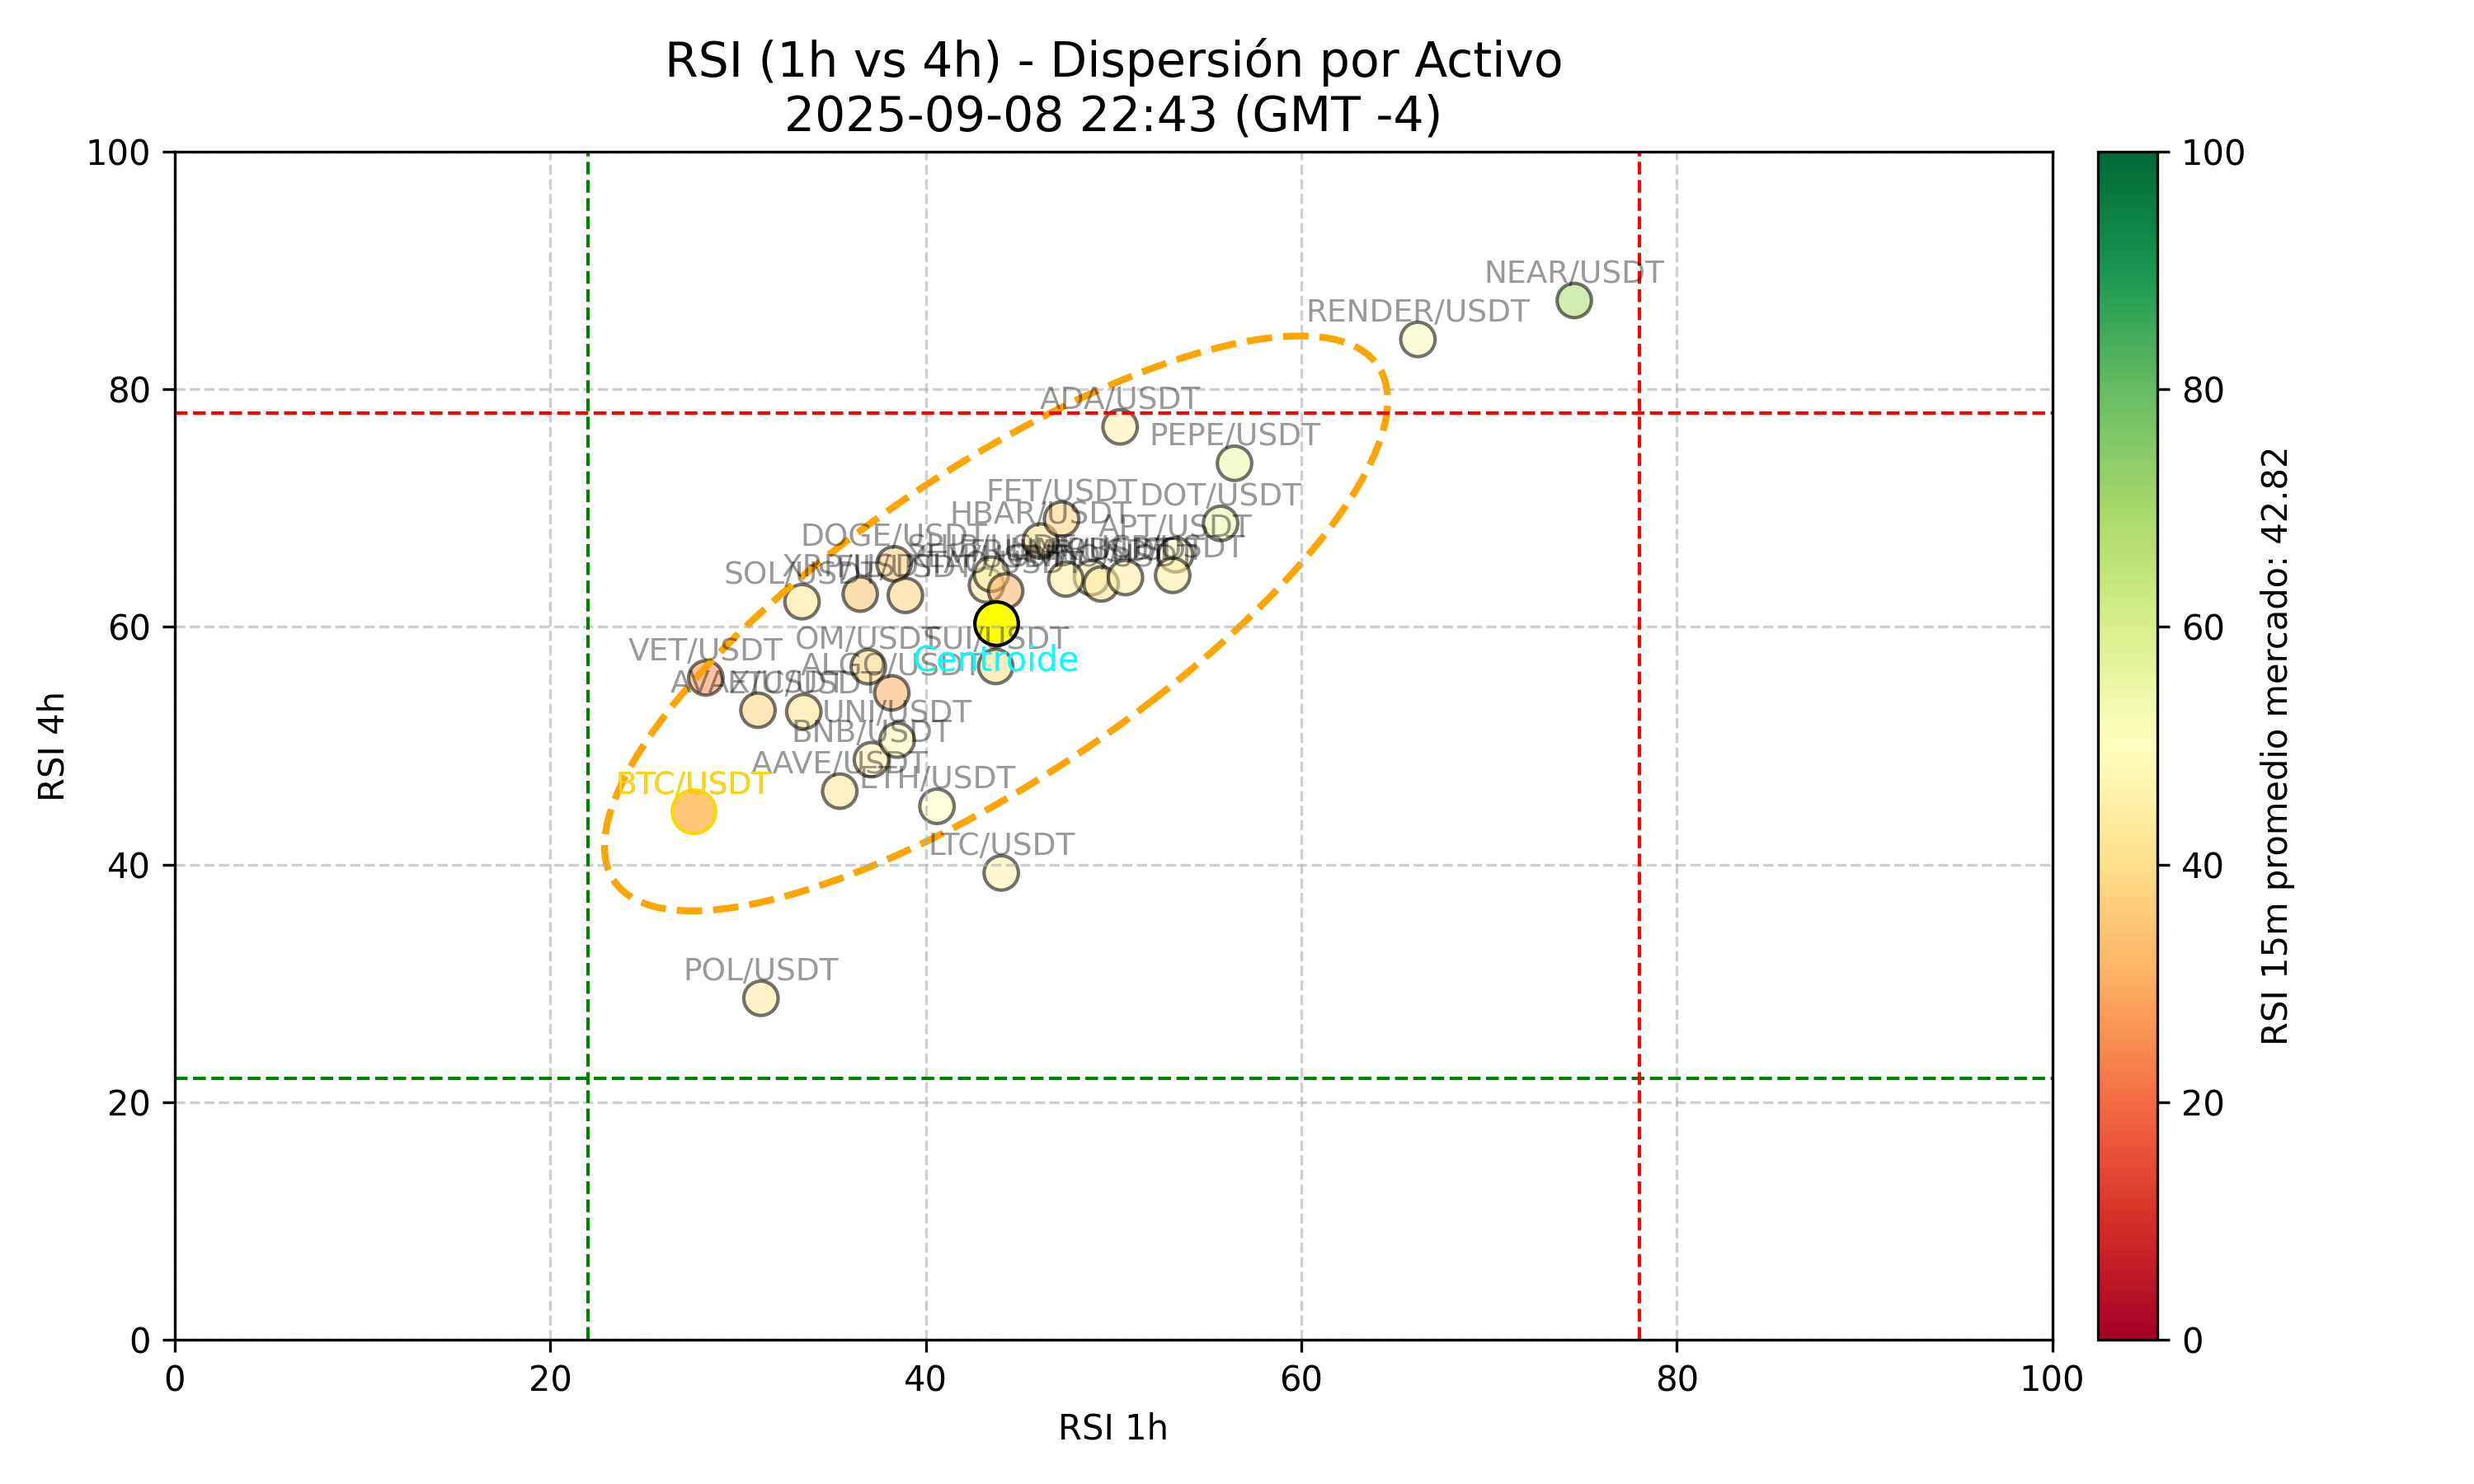 RSI (1h vs 4h) - Dispersión por Activo
2025-09-08 22:43 (GMT -4)
100
80
60
40
20
0
RSI 4h
0
20
40
60
80
100
RSI 1h
NEAR/USDT
RENDER/USDT
ADA/USDT
PEPE/USDT
FET/USDT
DOT/USDT
HBAR/USDT
APT/USDT
DOGE/USDT
SOL/USDT
OM/USDT
SUI/USDT
Centroide
VET/USDT
ALGO/USDT
AVAX/USDT
ETC/USDT
UNI/USDT
BNB/USDT
AAVE/USDT
ETH/USDT
BTC/USDT
LTC/USDT
POL/USDT
100
80
60
40
20
0
RSI 15m promedio mercado: 42.82